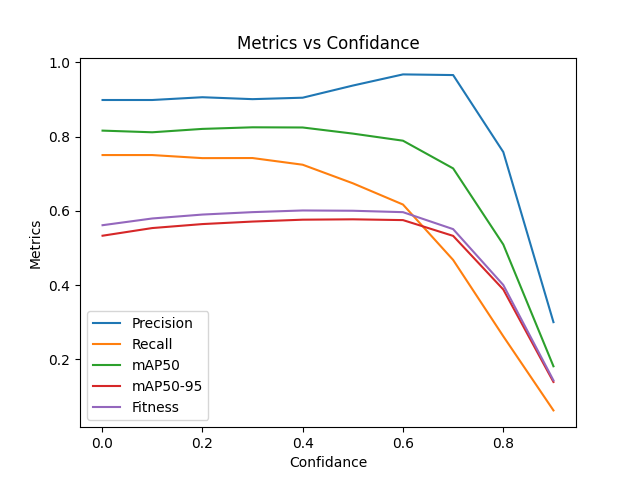 Metrics vs Confidance
1.0
0.8
0.6
0.4
0.2
Metrics
Precision
Recall
mAP50
mAP50-95
Fitness
0.0 0.2 0.4 0.6 0.8
Confidance